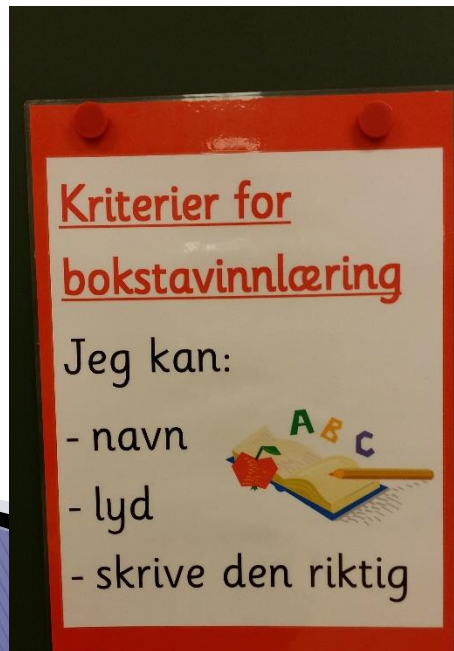 Kriterier for
bokstavinnlæring
Jeg kan:
- navn
- lyd
- skrive den riktig
A B C